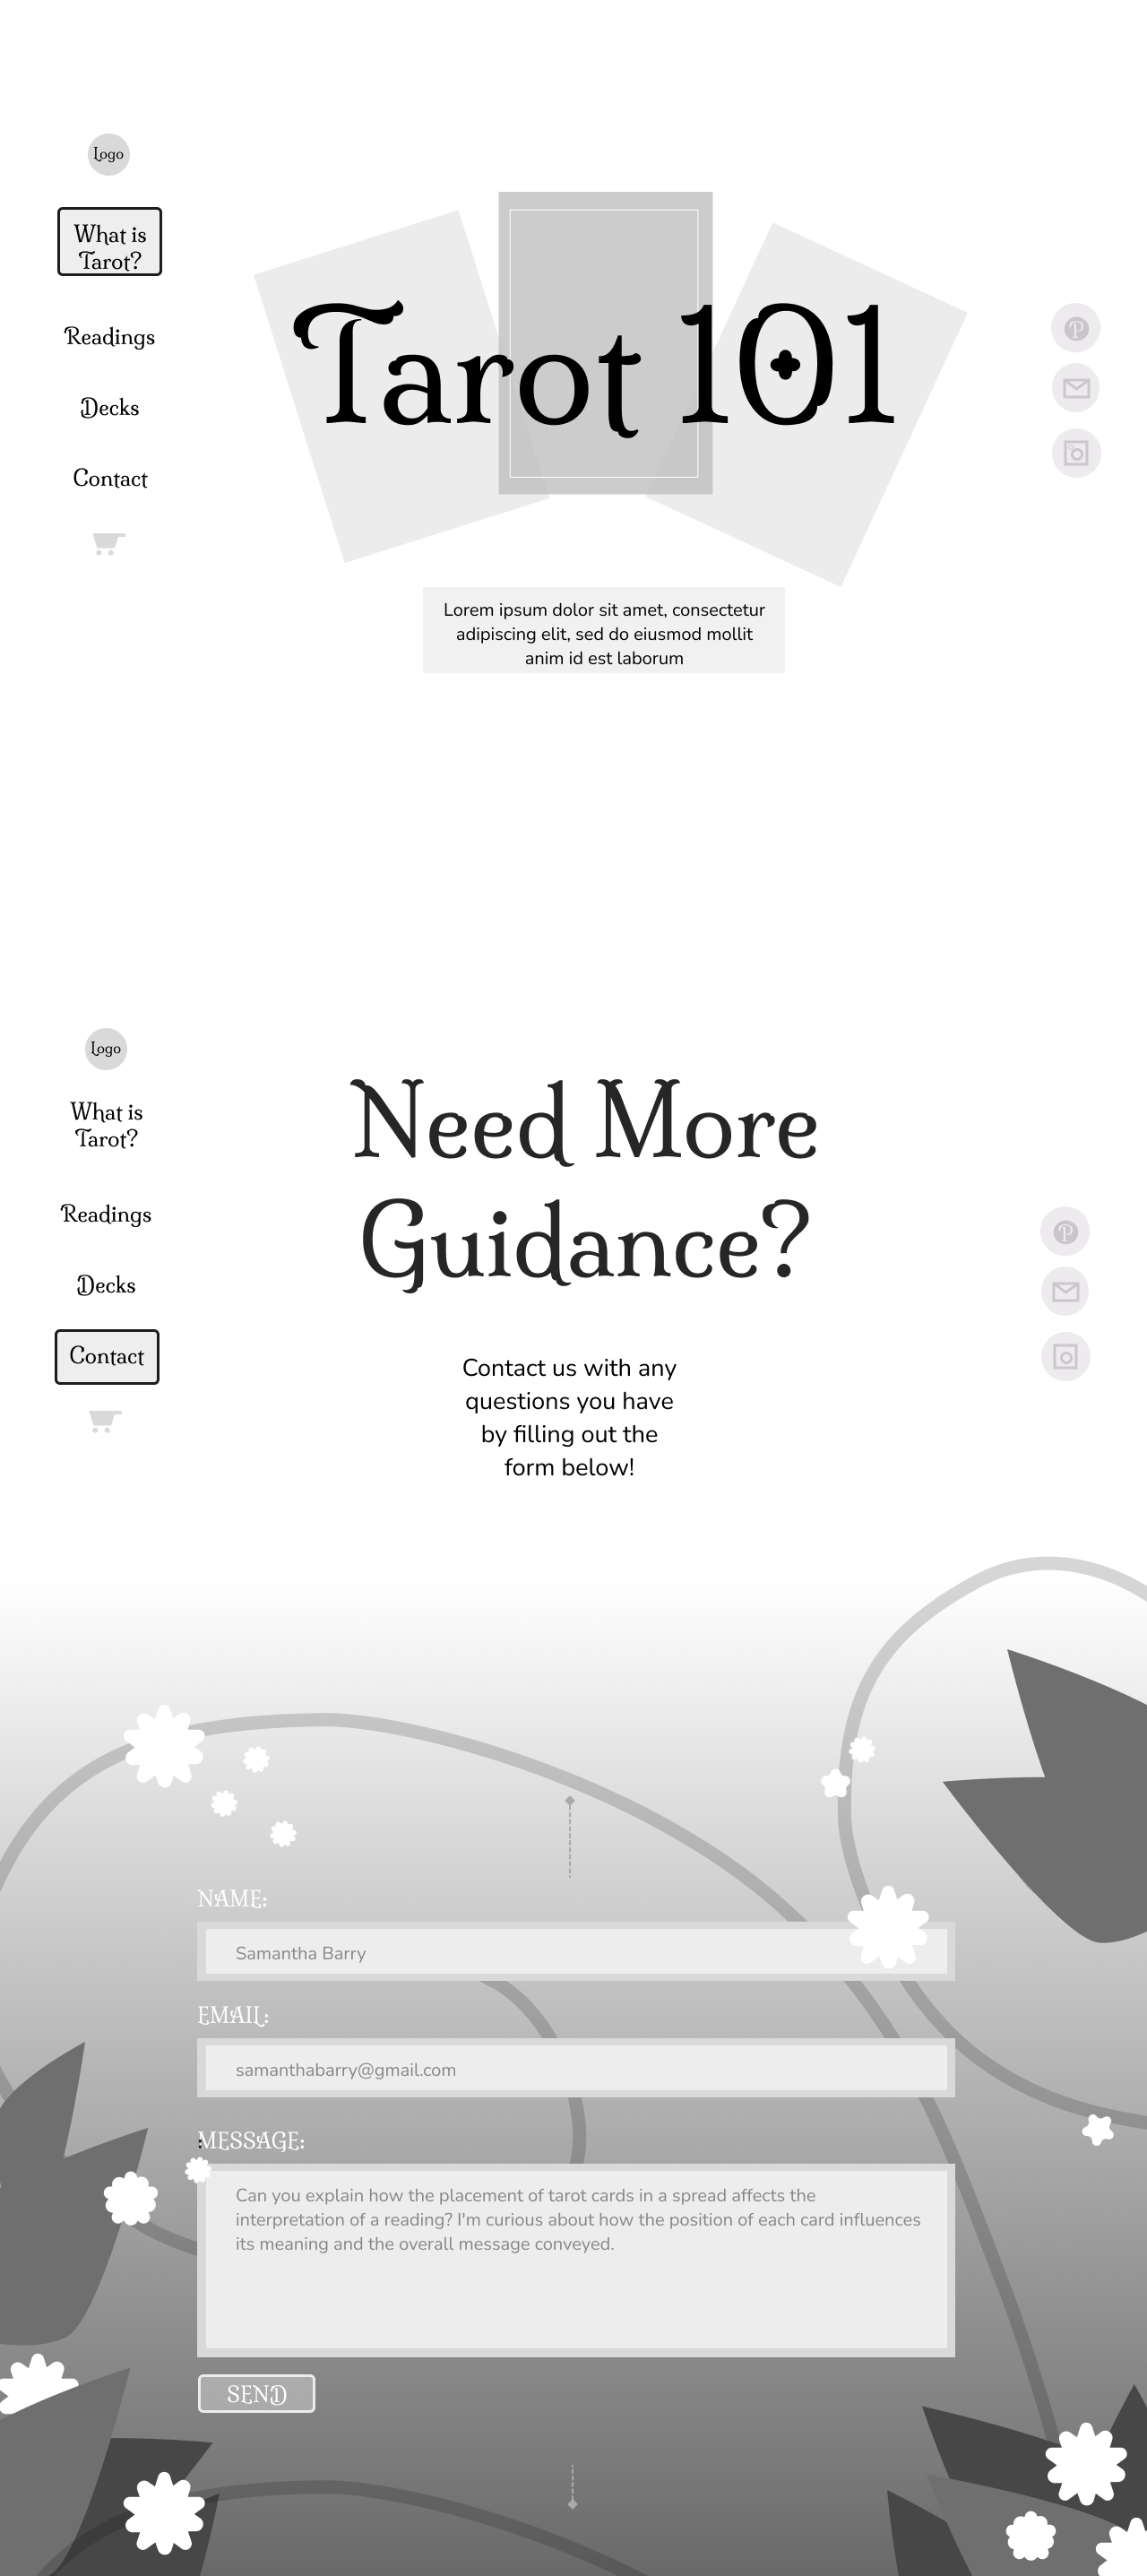 Logo
What is
Tarot?
Readings
Decks
Contact
Tarot 101
P
Lorem ipsum dolor sit amet, consectetur
adipiscing elit, sed do eiusmod mollit
anim id est laborum
Logo
What is
Tarot?
Readings
Decks
Contact
Need More
Guidance?
P
Contact us with any
questions you have
by filling out the
form below!
NAME:
Samantha Barry
EMAIL:
samanthabarry@gmail.com
:MESSAGE:
Can you explain how the placement of tarot cards in a spread affects the
interpretation of a reading? I'm curious about how the position of each card influences
its meaning and the overall message conveyed.
SEND